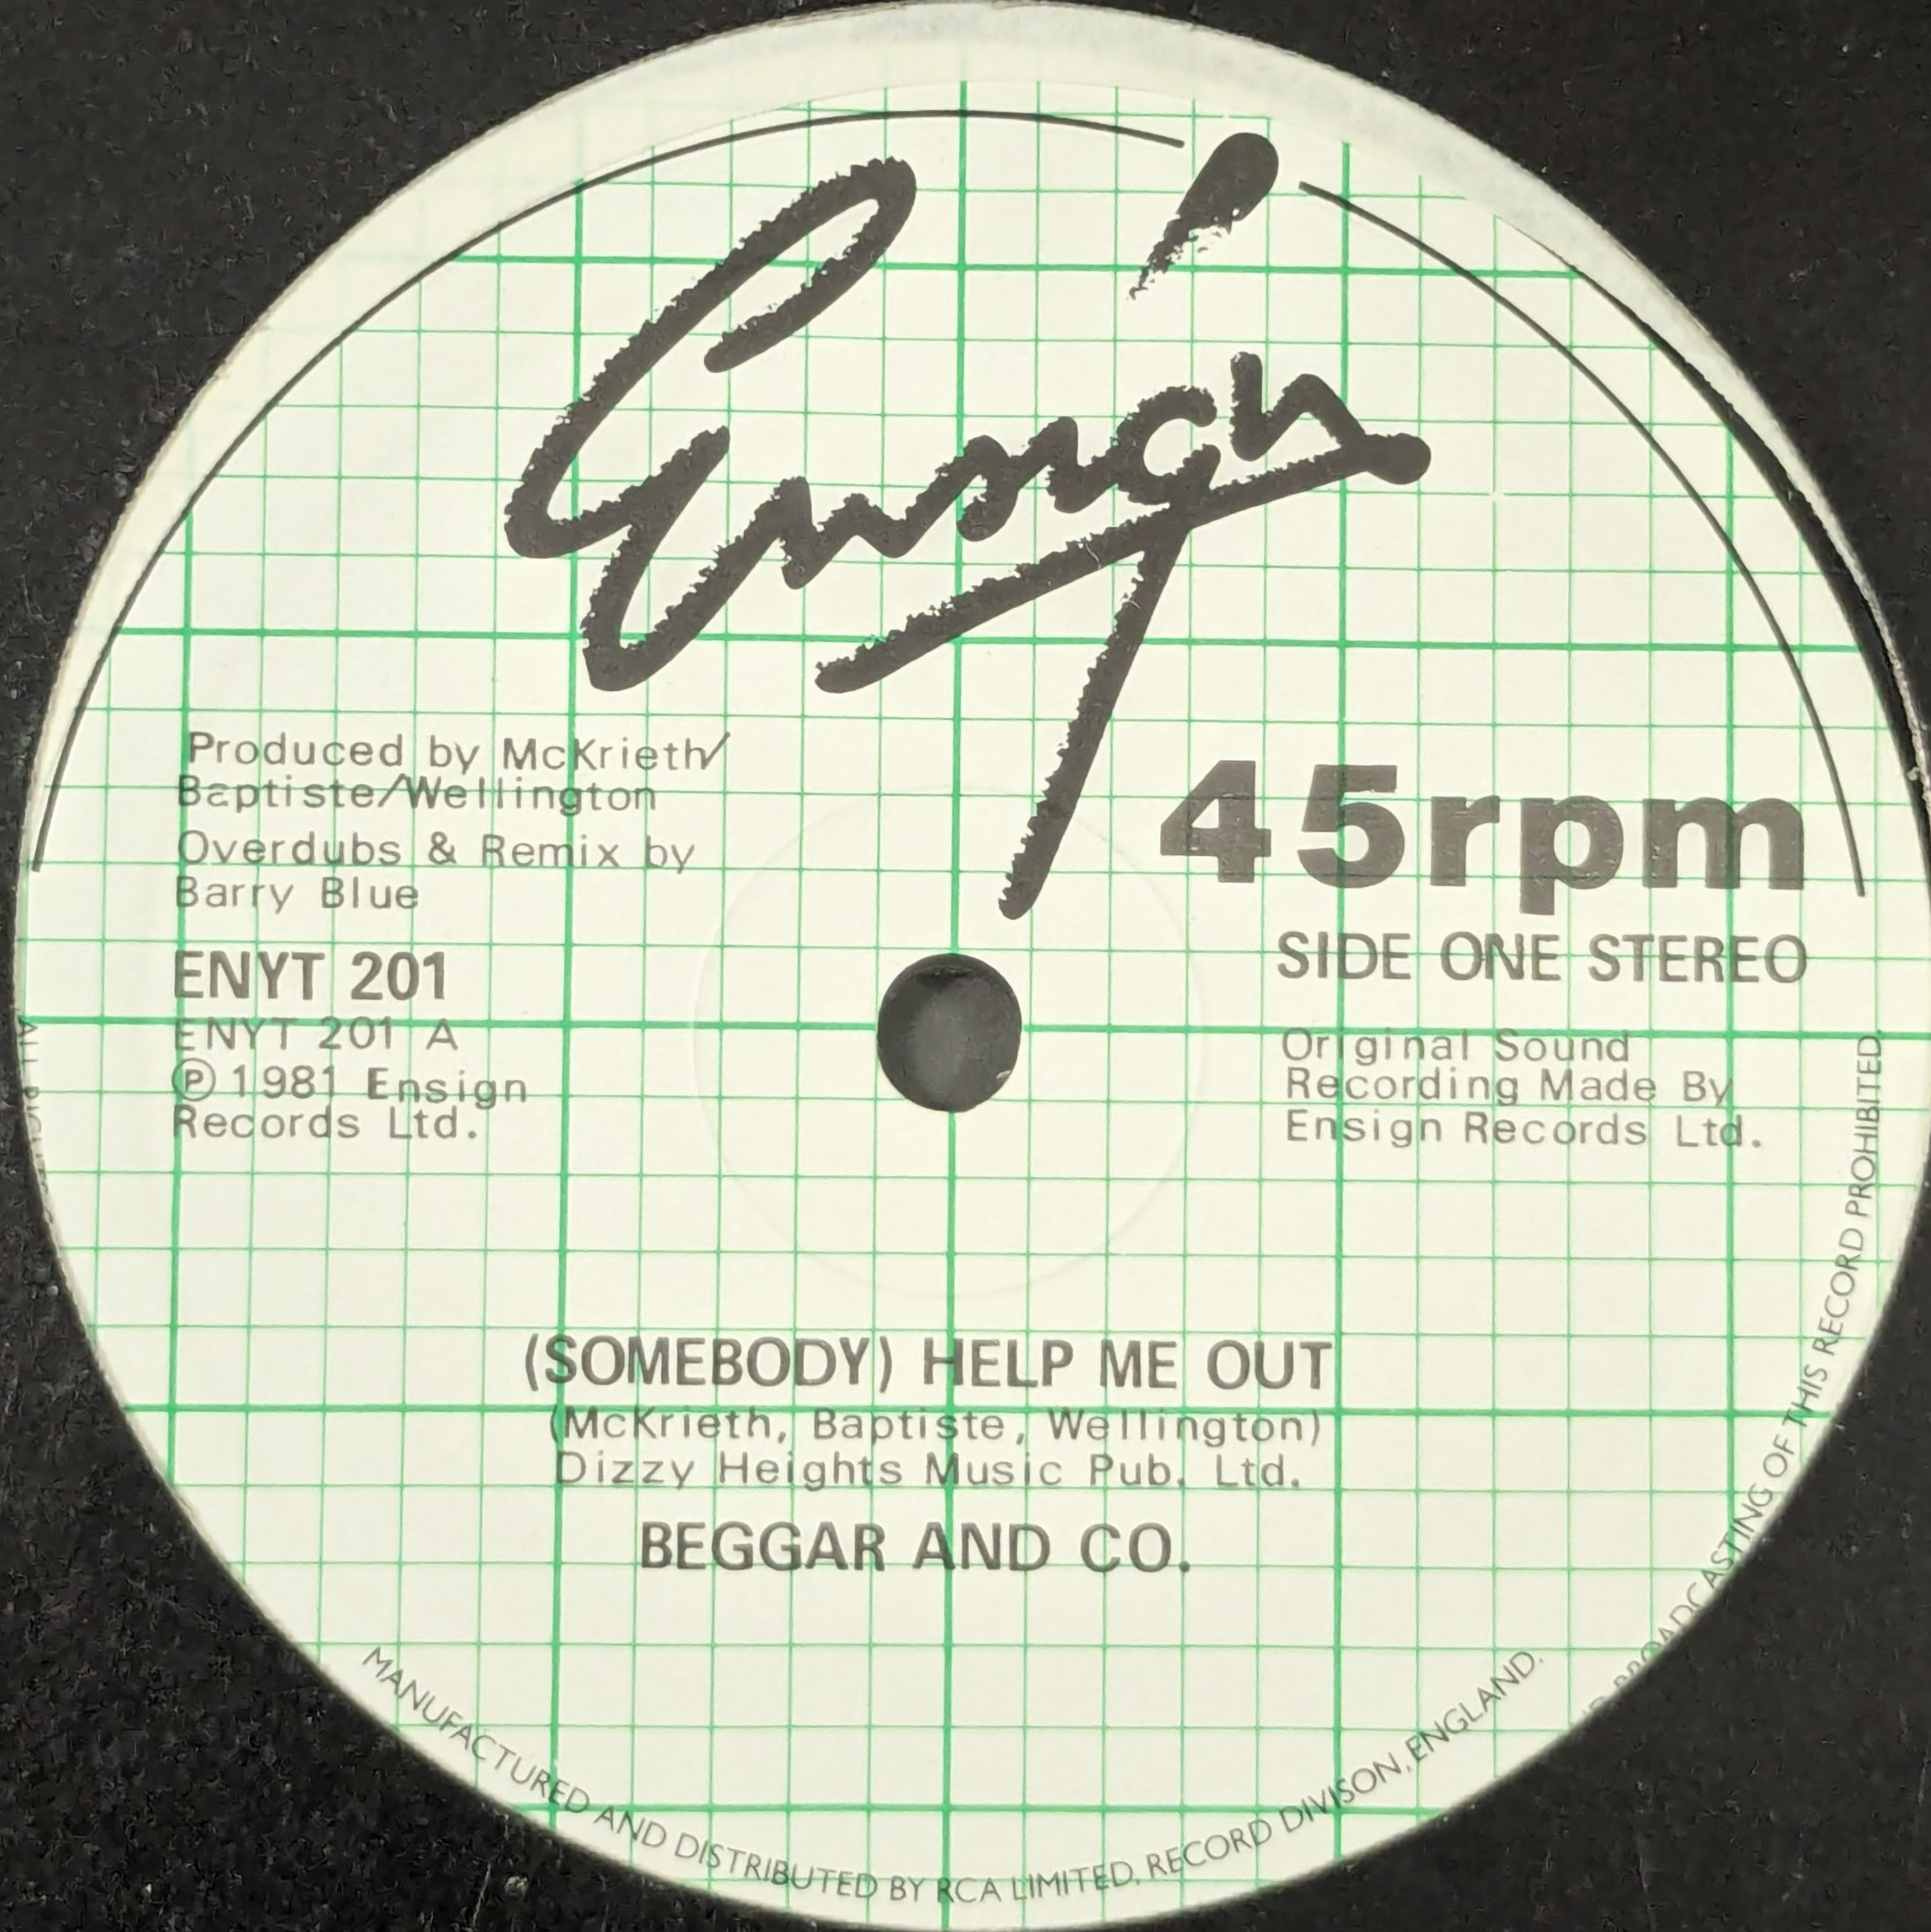 Ensign
Produced by McKrieth/
Baptiste/Wellington
Overdubs & Remix by
Barry Blue
ENYT 201
ENYT 201 A
℗ 1981 Ensign
Records Ltd.
45rpm
SIDE ONE STEREO
Original Sound
Recording Made By
Ensign Records Ltd.
(SOMEBODY) HELP ME OUT
(McKrieth, Baptiste, Wellington)
Dizzy Heights Music Pub. Ltd.
BEGGAR AND CO.
MANUFACTURED AND DISTRIBUTED BY RCA LIMITED, RECORD DIVISON, ENGLAND.
BROADCASTING OF THIS RECORD PROHIBITED.
ALL